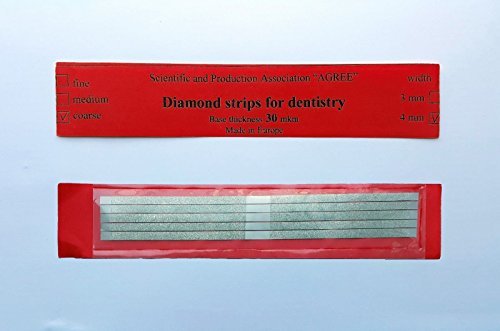 Scientific and Production Association "AGREE"
width
fine
medium
coarse
Diamond strips for dentistry
3 mm
4 mm
Base thickness 30 mkm
Made in Europe